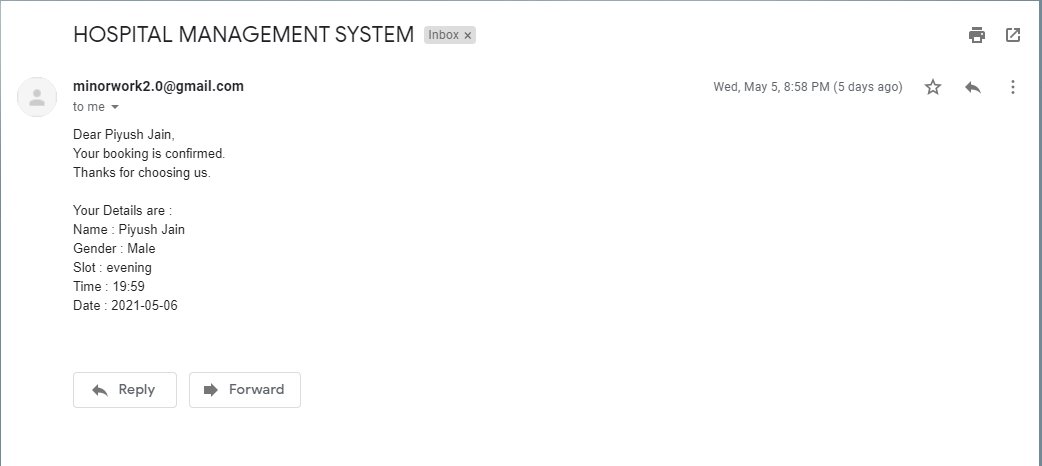 HOSPITAL MANAGEMENT SYSTEM Inbox ×
minorwork2.0@gmail.com Wed, May 5, 8:58 PM (5 days ago)
to me
Dear Piyush Jain,
Your booking is confirmed.
Thanks for choosing us.
Your Details are :
Name : Piyush Jain
Gender : Male
Slot : evening
Time : 19:59
Date : 2021-05-06
Reply Forward